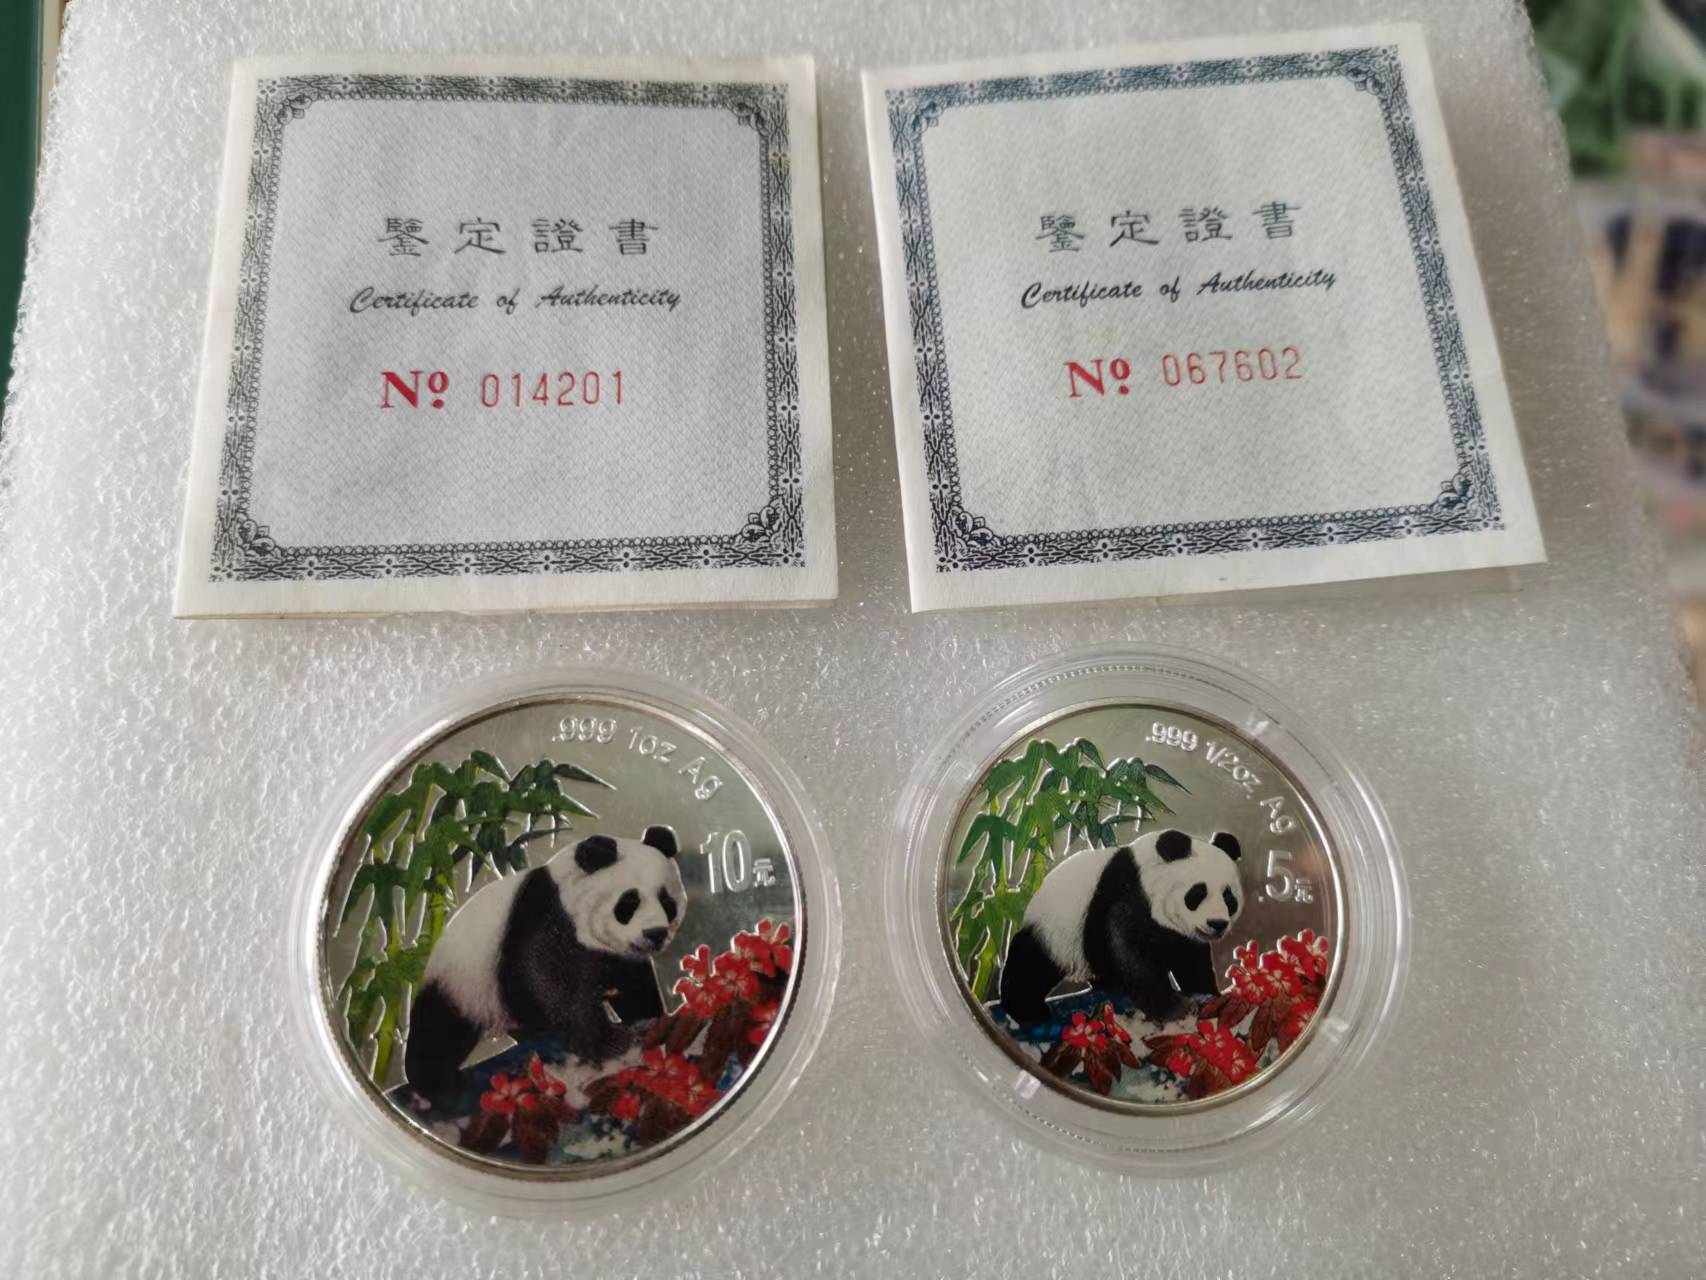 鑒定證書
Certificate of Authenticity
Nº 014201
鑒定證書
Certificate of Authenticity
Nº 067602
.999 1oz Ag
10元
.999 1/2oz Ag
5元